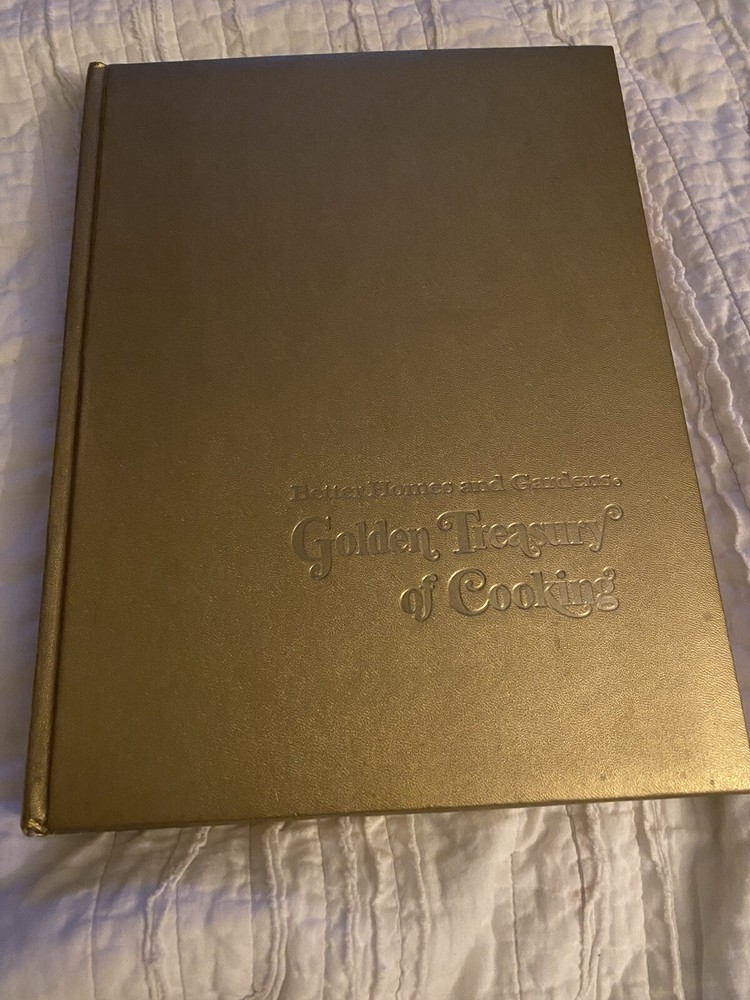 Better Homes and Gardens®
Golden Treasury
of Cooking